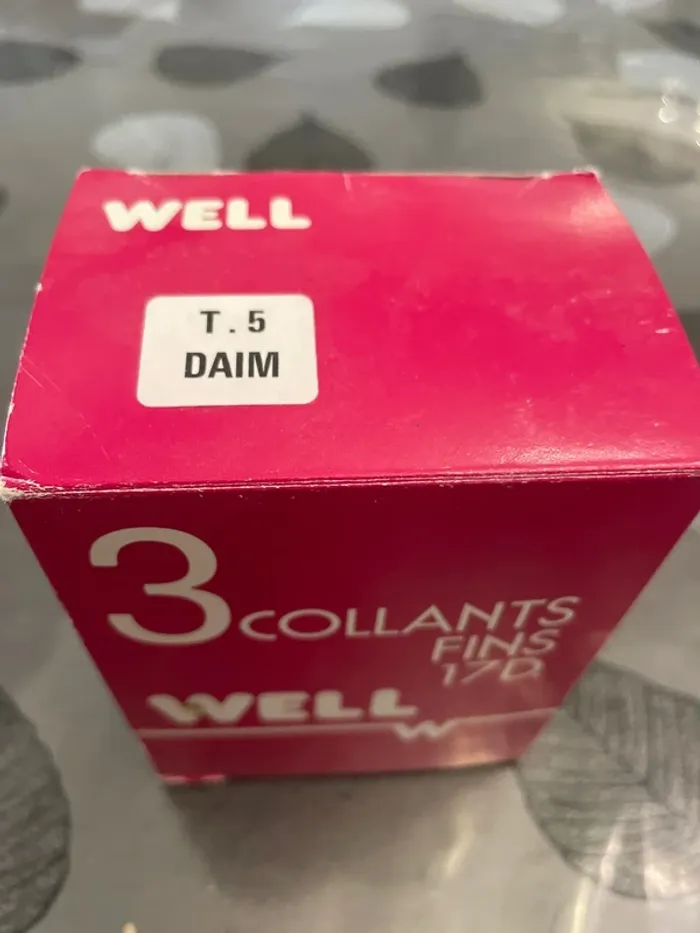 WELL
T.5
DAIM
3 COLLANTS
FINS
17D
WELL
W